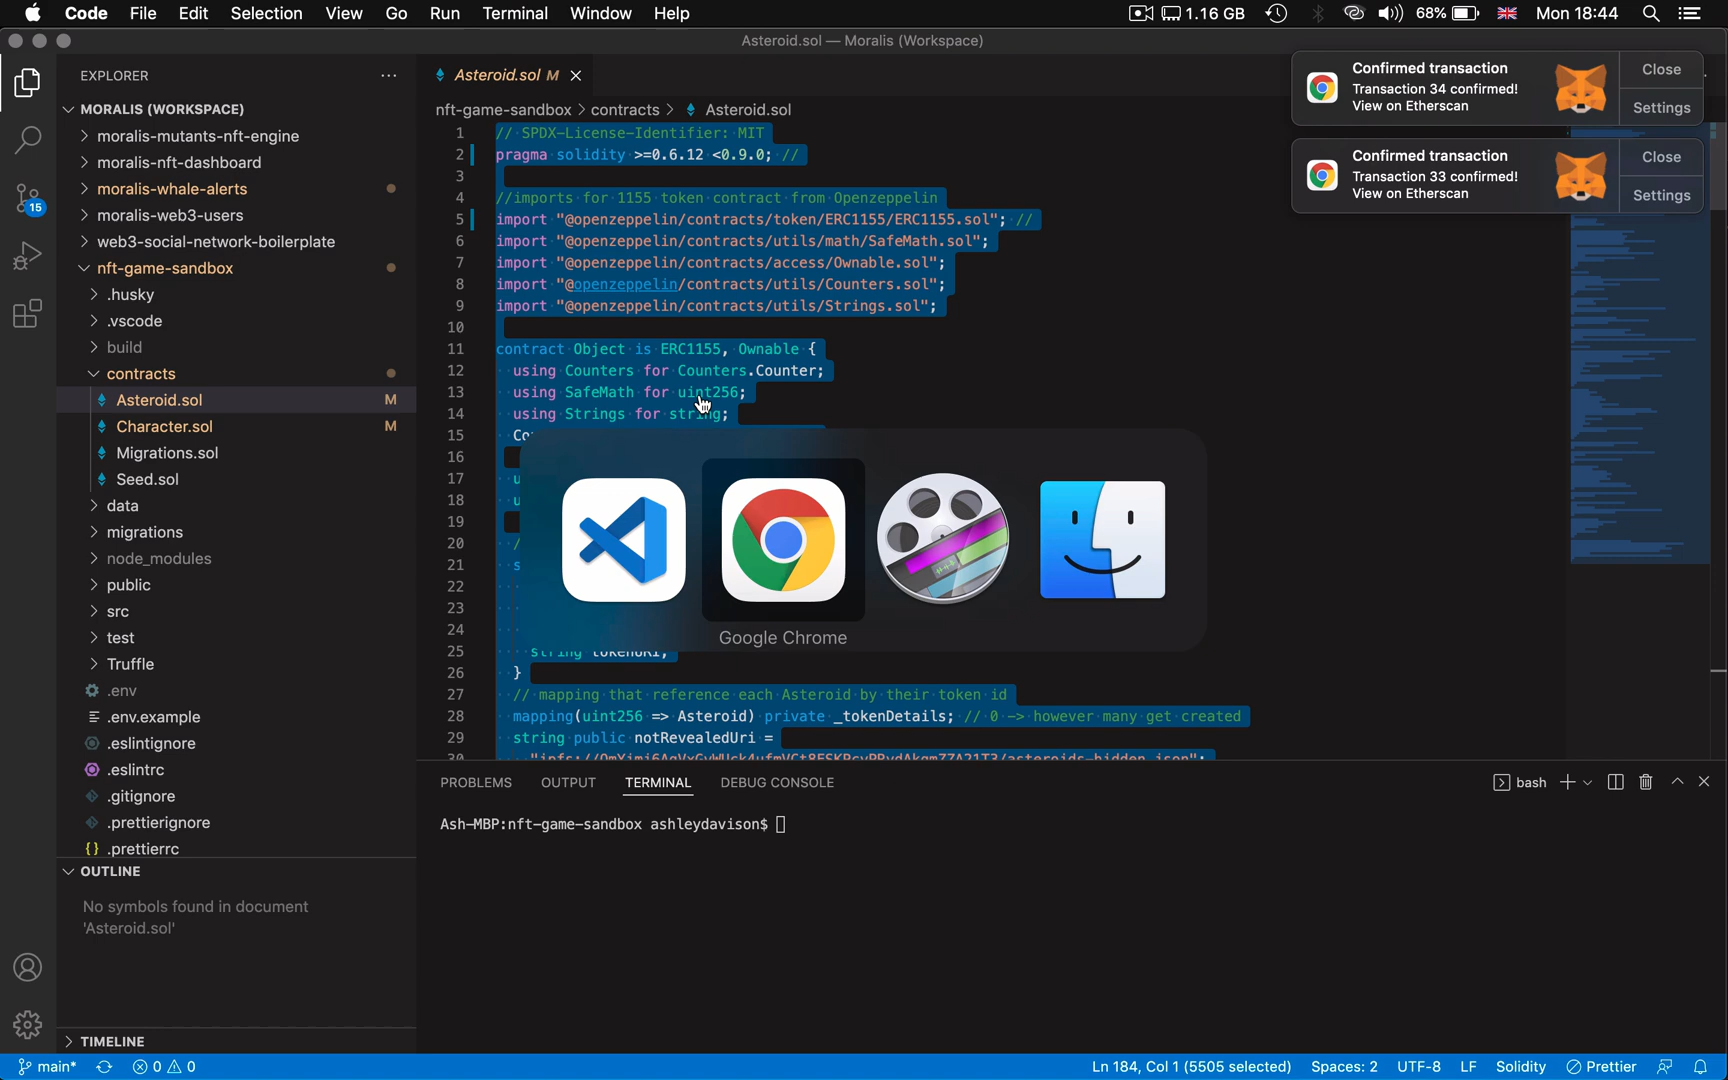 Code File Edit Selection View Go Run Terminal Window Help
1.16 GB 68% Mon 18:44
Asteroid.sol — Moralis (Workspace)
EXPLORER
MORALIS (WORKSPACE)
moralis-mutants-nft-engine
moralis-nft-dashboard
moralis-whale-alerts
moralis-web3-users
web3-social-network-boilerplate
nft-game-sandbox
.husky
.vscode
build
contracts
Asteroid.sol M
Character.sol M
Migrations.sol
Seed.sol
data
migrations
node_modules
public
src
test
Truffle
.env
.env.example
.eslintignore
.eslintrc
.gitignore
.prettierignore
{} .prettierrc
OUTLINE
No symbols found in document
'Asteroid.sol'
TIMELINE
15
Asteroid.sol M
nft-game-sandbox > contracts > Asteroid.sol
1 // SPDX-License-Identifier: MIT
2 pragma solidity >=0.6.12 <0.9.0; //
3
4 //imports for 1155 token contract from Openzeppelin
5 import "@openzeppelin/contracts/token/ERC1155/ERC1155.sol"; //
6 import "@openzeppelin/contracts/utils/math/SafeMath.sol";
7 import "@openzeppelin/contracts/access/Ownable.sol";
8 import "@openzeppelin/contracts/utils/Counters.sol";
9 import "@openzeppelin/contracts/utils/Strings.sol";
10
11 contract Object is ERC1155, Ownable {
12 using Counters for Counters.Counter;
13 using SafeMath for uint256;
14 using Strings for string;
15 Co
16
17 u
18 u
19
20 /
21 s
22
23
24
25 string tokenURI;
26 }
27 // mapping that reference each Asteroid by their token id
28 mapping(uint256 => Asteroid) private _tokenDetails; // 0 -> however many get created
29 string public notRevealedUri =
30
Google Chrome
Confirmed transaction
Transaction 34 confirmed!
View on Etherscan
Close
Settings
Confirmed transaction
Transaction 33 confirmed!
View on Etherscan
Close
Settings
PROBLEMS OUTPUT TERMINAL DEBUG CONSOLE
bash
Ash-MBP:nft-game-sandbox ashleydavison$
main* 0 0
Ln 184, Col 1 (5505 selected) Spaces: 2 UTF-8 LF Solidity Prettier